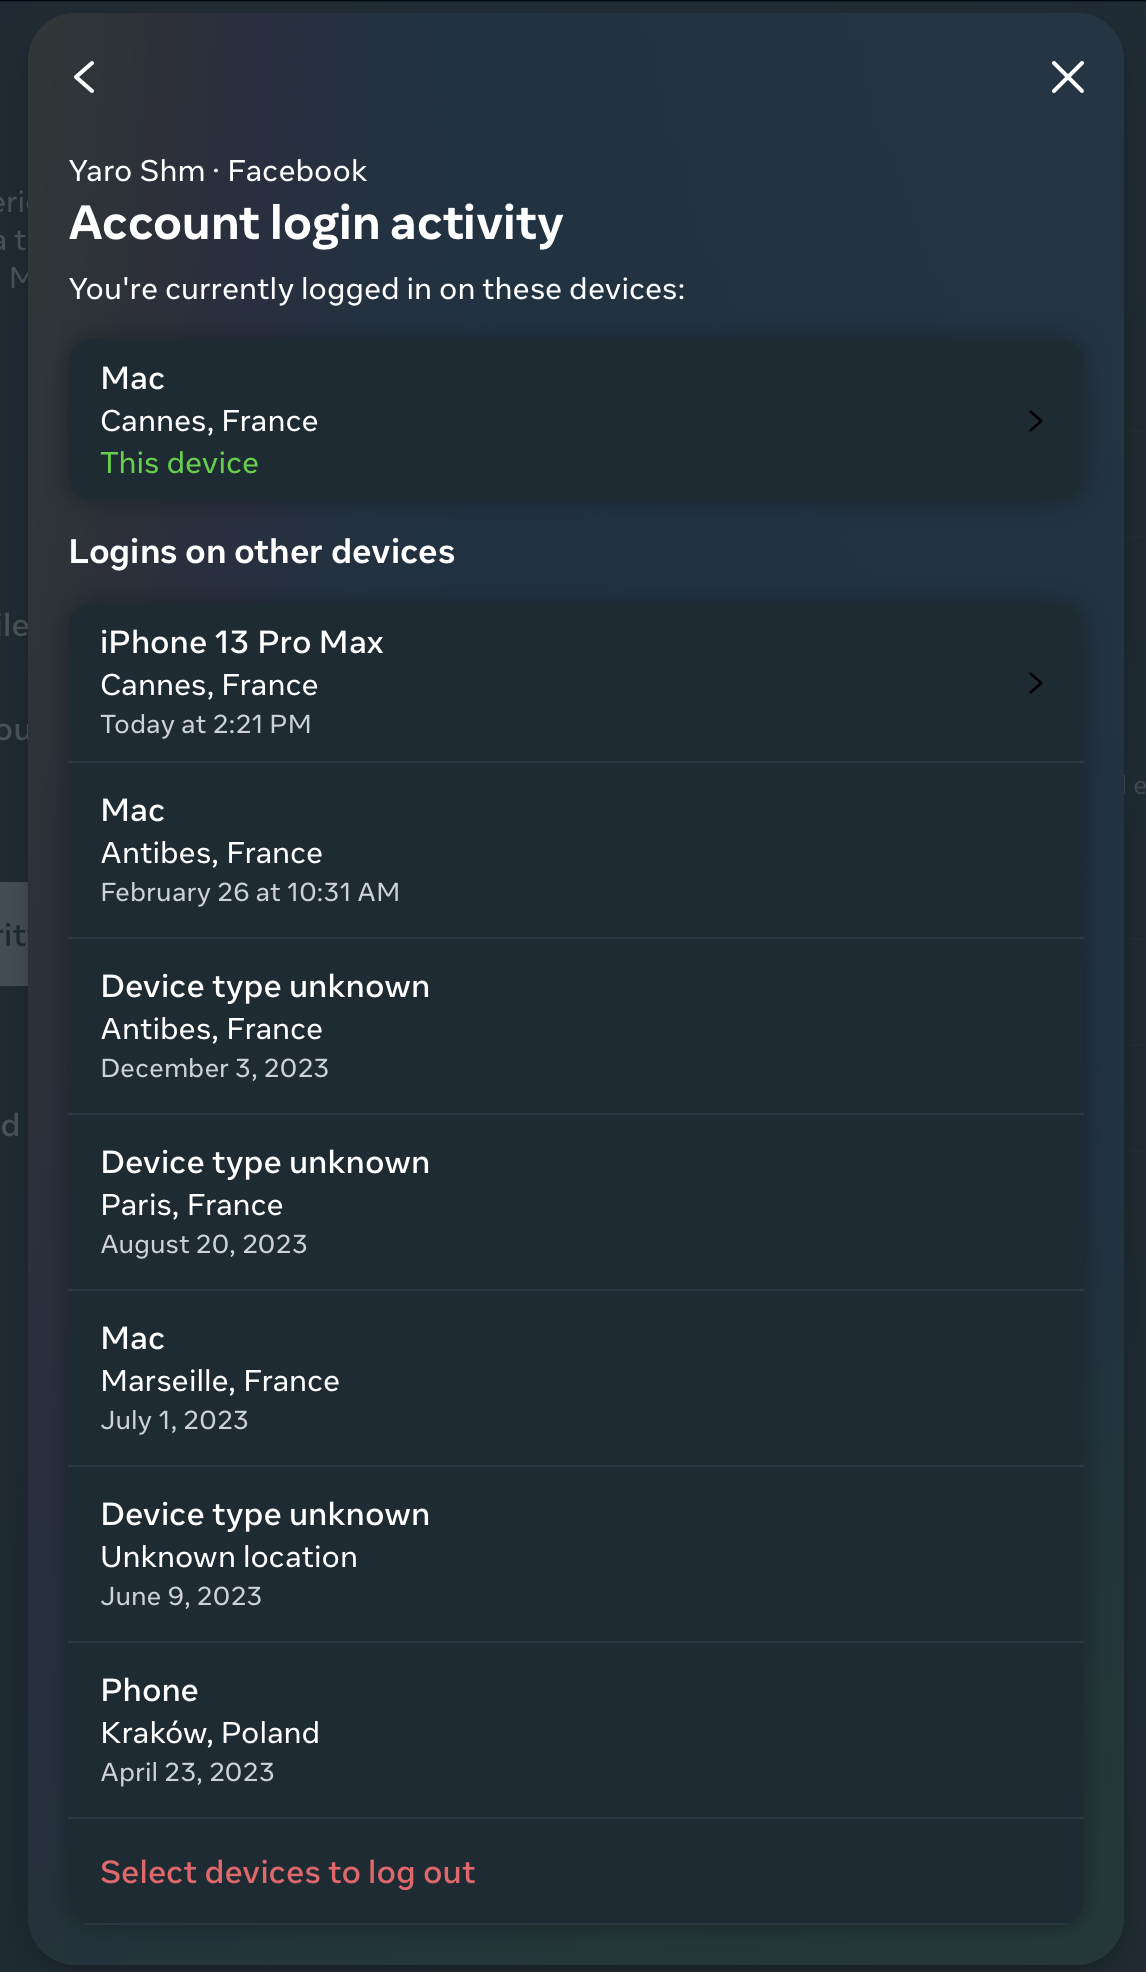 Yaro Shm · Facebook
Account login activity
You're currently logged in on these devices:
Mac
Cannes, France
This device
Logins on other devices
iPhone 13 Pro Max
Cannes, France
Today at 2:21 PM
Mac
Antibes, France
February 26 at 10:31 AM
Device type unknown
Antibes, France
December 3, 2023
Device type unknown
Paris, France
August 20, 2023
Mac
Marseille, France
July 1, 2023
Device type unknown
Unknown location
June 9, 2023
Phone
Kraków, Poland
April 23, 2023
Select devices to log out